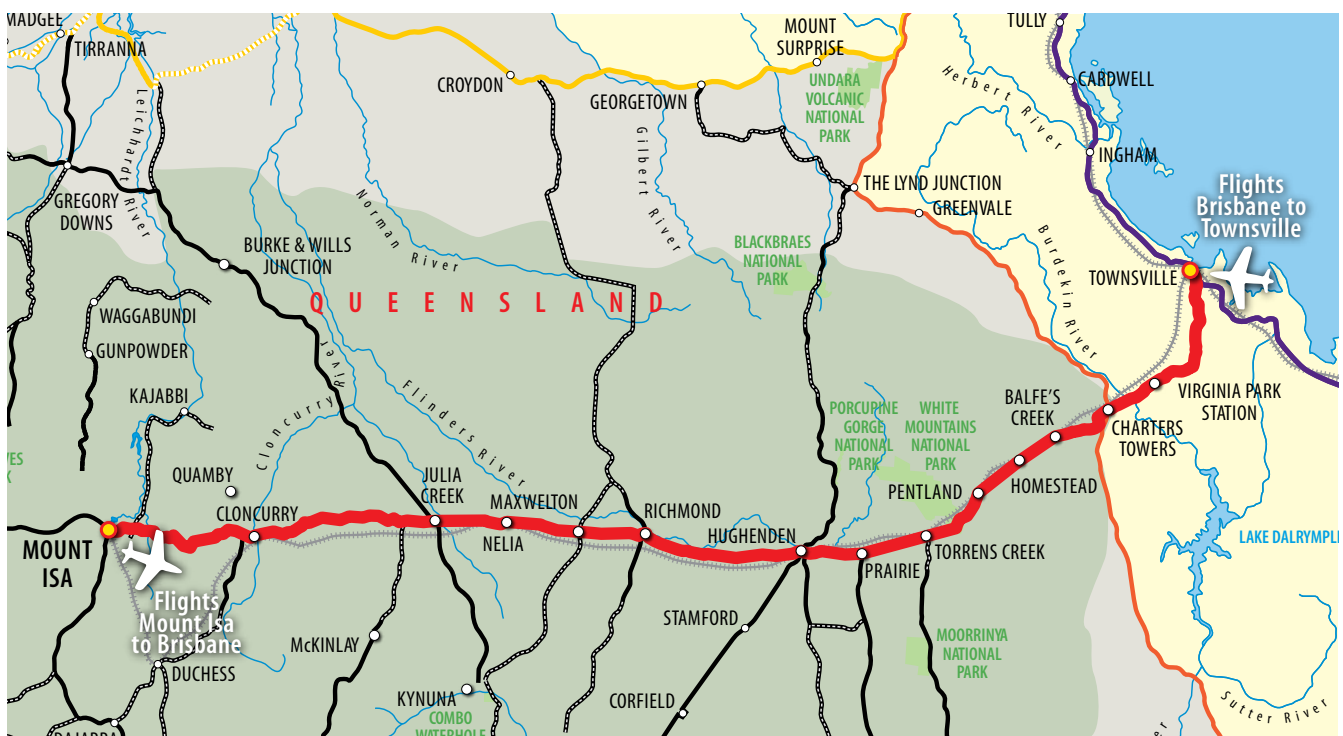 MADGEE
TIRRANNA
TULLY
MOUNT
SURPRISE
CROYDON
GEORGETOWN
UNDARA
VOLCANIC
NATIONAL
PARK
Herbert River
CARDWELL
INGHAM
Leichhardt River
Gilbert River
Norman River
GREGORY
DOWNS
THE LYND JUNCTION
GREENVALE
Flights
Brisbane to
Townsville
BURKE & WILLS
JUNCTION
BLACKBRAES
NATIONAL
PARK
Burdekin River
TOWNSVILLE
QUEENSLAND
WAGGABUNDI
GUNPOWDER
KAJABBI
Cloncurry River
Flinders River
VIRGINIA PARK
STATION
BALFE'S
CREEK
CHARTERS
TOWERS
PORCUPINE
GORGE
NATIONAL
PARK
WHITE
MOUNTAINS
NATIONAL
PARK
VES
K
QUAMBY
CLONCURRY
JULIA
CREEK
MAXWELTON
NELIA
RICHMOND
HUGHENDEN
PENTLAND
HOMESTEAD
TORRENS CREEK
PRAIRIE
LAKE DALRYMPLE
MOUNT
ISA
Flights
Mount Isa
to Brisbane
DUCHESS
McKINLAY
STAMFORD
MOORRINYA
NATIONAL
PARK
KYNUNA
CORFIELD
COMBO
WATERHOLE
DAJARRA
Sutter River